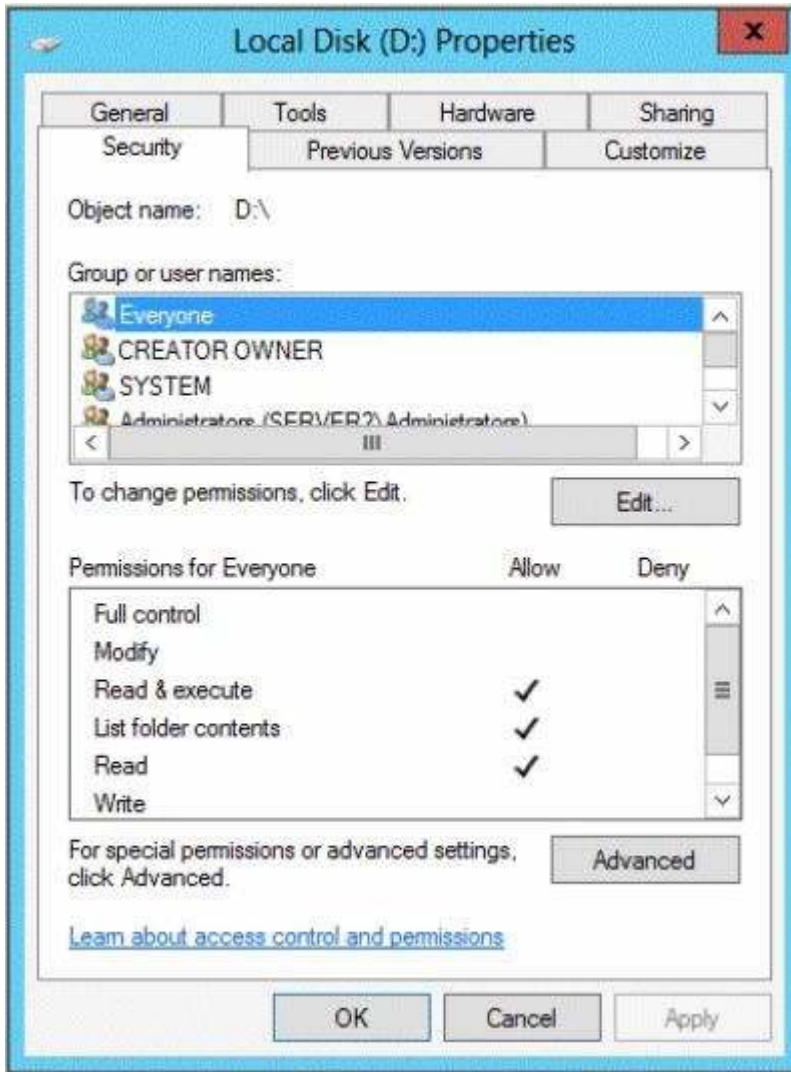 Local Disk (D:) Properties
x
General Tools Hardware Sharing
Security Previous Versions Customize
Object name: D:\
Group or user names:
Everyone
CREATOR OWNER
SYSTEM
Administrators (SERVER2\Administrators)
To change permissions, click Edit.
Edit...
Permissions for Everyone Allow Deny
Full control
Modify
Read & execute
List folder contents
Read
Write
For special permissions or advanced settings,
click Advanced.
Advanced
Learn about access control and permissions
OK Cancel Apply